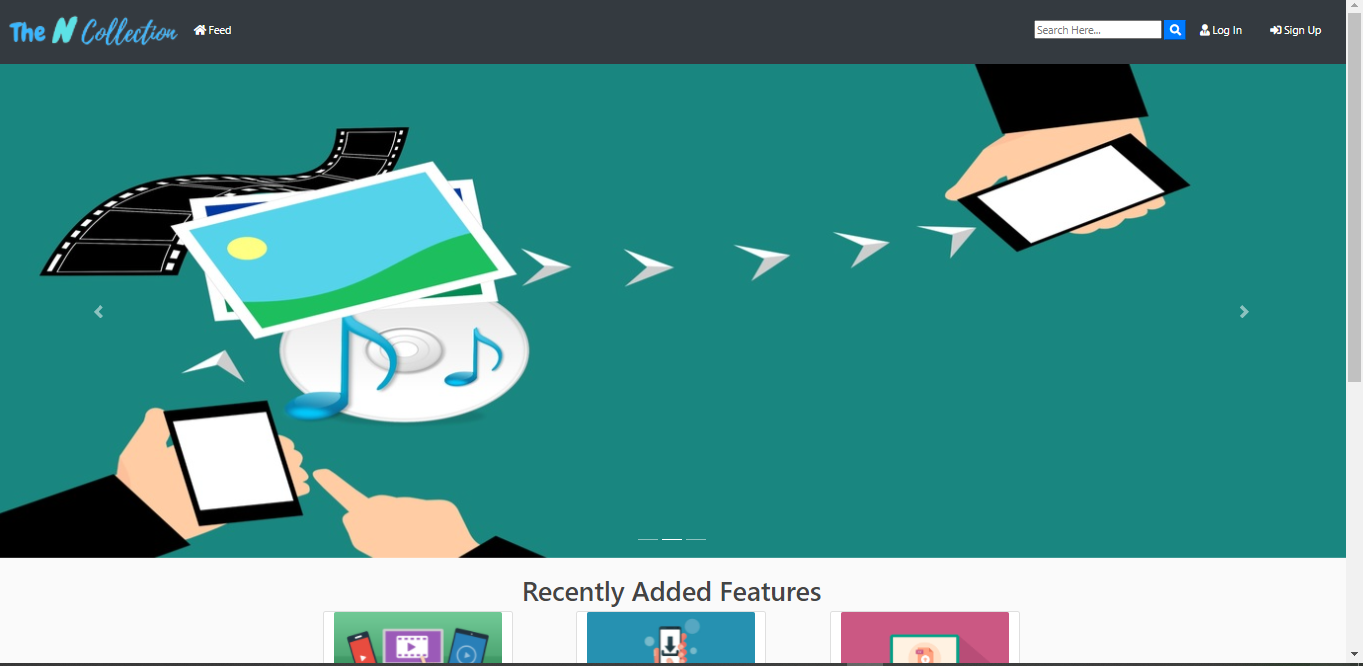 The N Collection
Feed
Search Here...
Log In
Sign Up
Recently Added Features